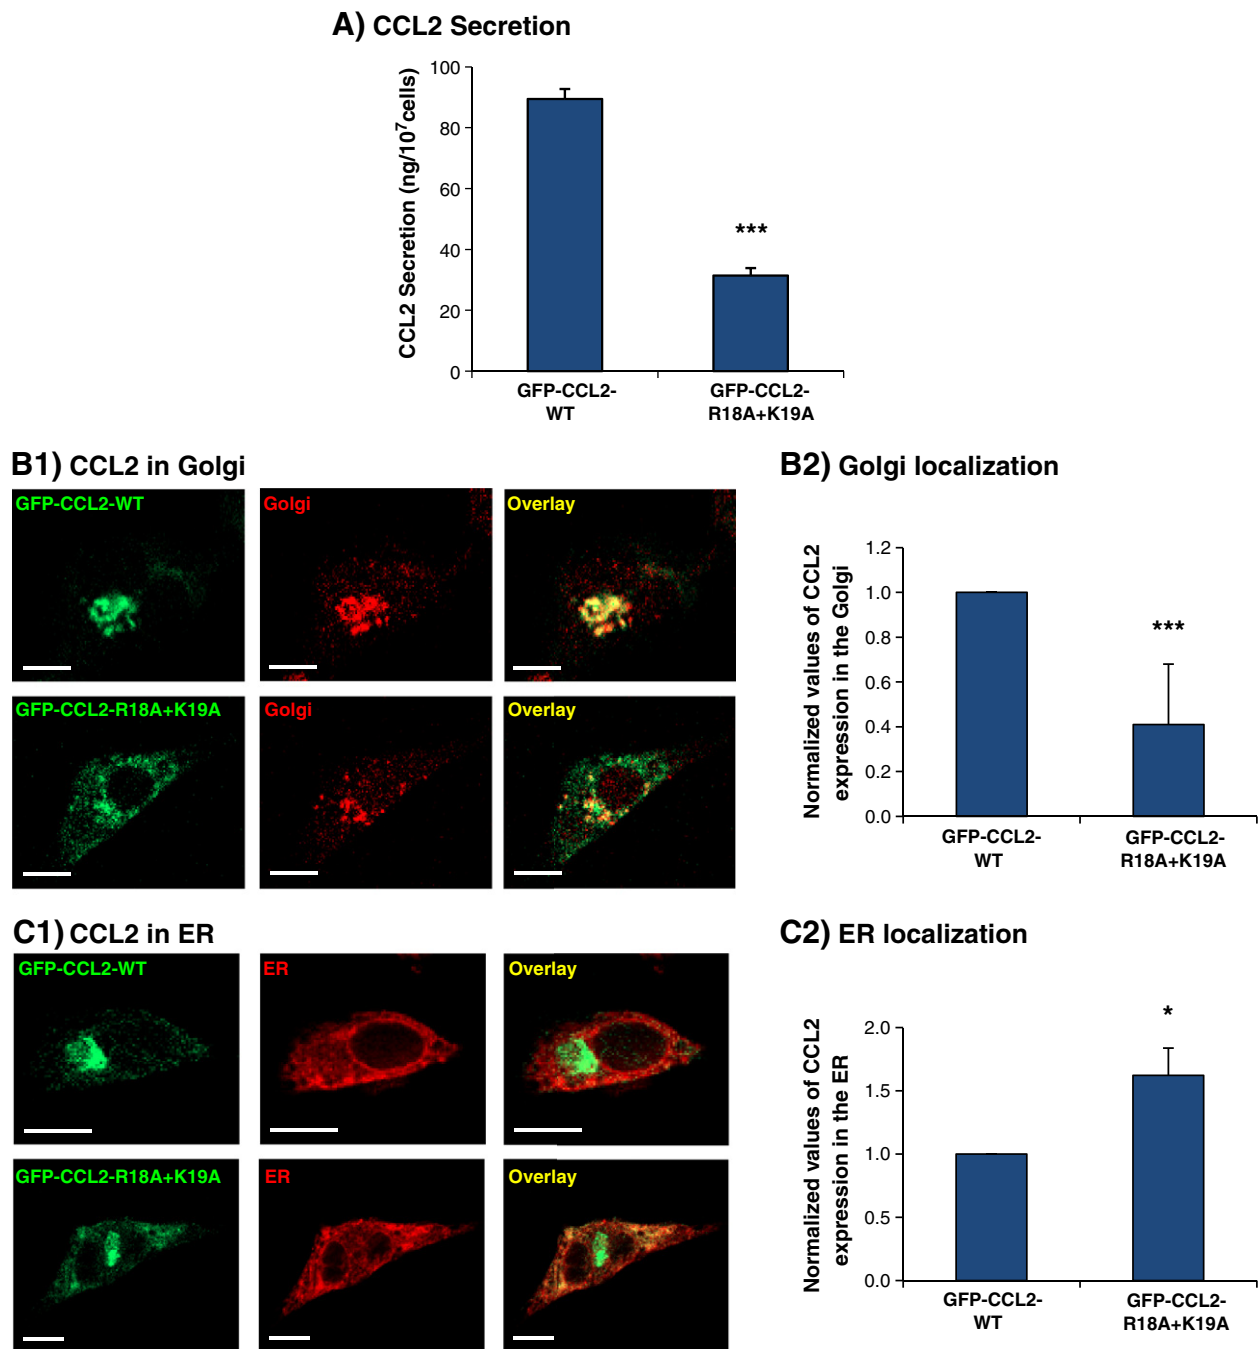 A) CCL2 Secretion
CCL2 Secretion (ng/10⁷cells)
100
80
60
40
20
0
***
GFP-CCL2-
WT
GFP-CCL2-
R18A+K19A
B1) CCL2 in Golgi
GFP-CCL2-WT
Golgi
Overlay
GFP-CCL2-R18A+K19A
Golgi
Overlay
B2) Golgi localization
Normalized values of CCL2
expression in the Golgi
1.2
1.0
0.8
0.6
0.4
0.2
0.0
***
GFP-CCL2-
WT
GFP-CCL2-
R18A+K19A
C1) CCL2 in ER
GFP-CCL2-WT
ER
Overlay
GFP-CCL2-R18A+K19A
ER
Overlay
C2) ER localization
Normalized values of CCL2
expression in the ER
2.0
1.5
1.0
0.5
0.0
*
GFP-CCL2-
WT
GFP-CCL2-
R18A+K19A